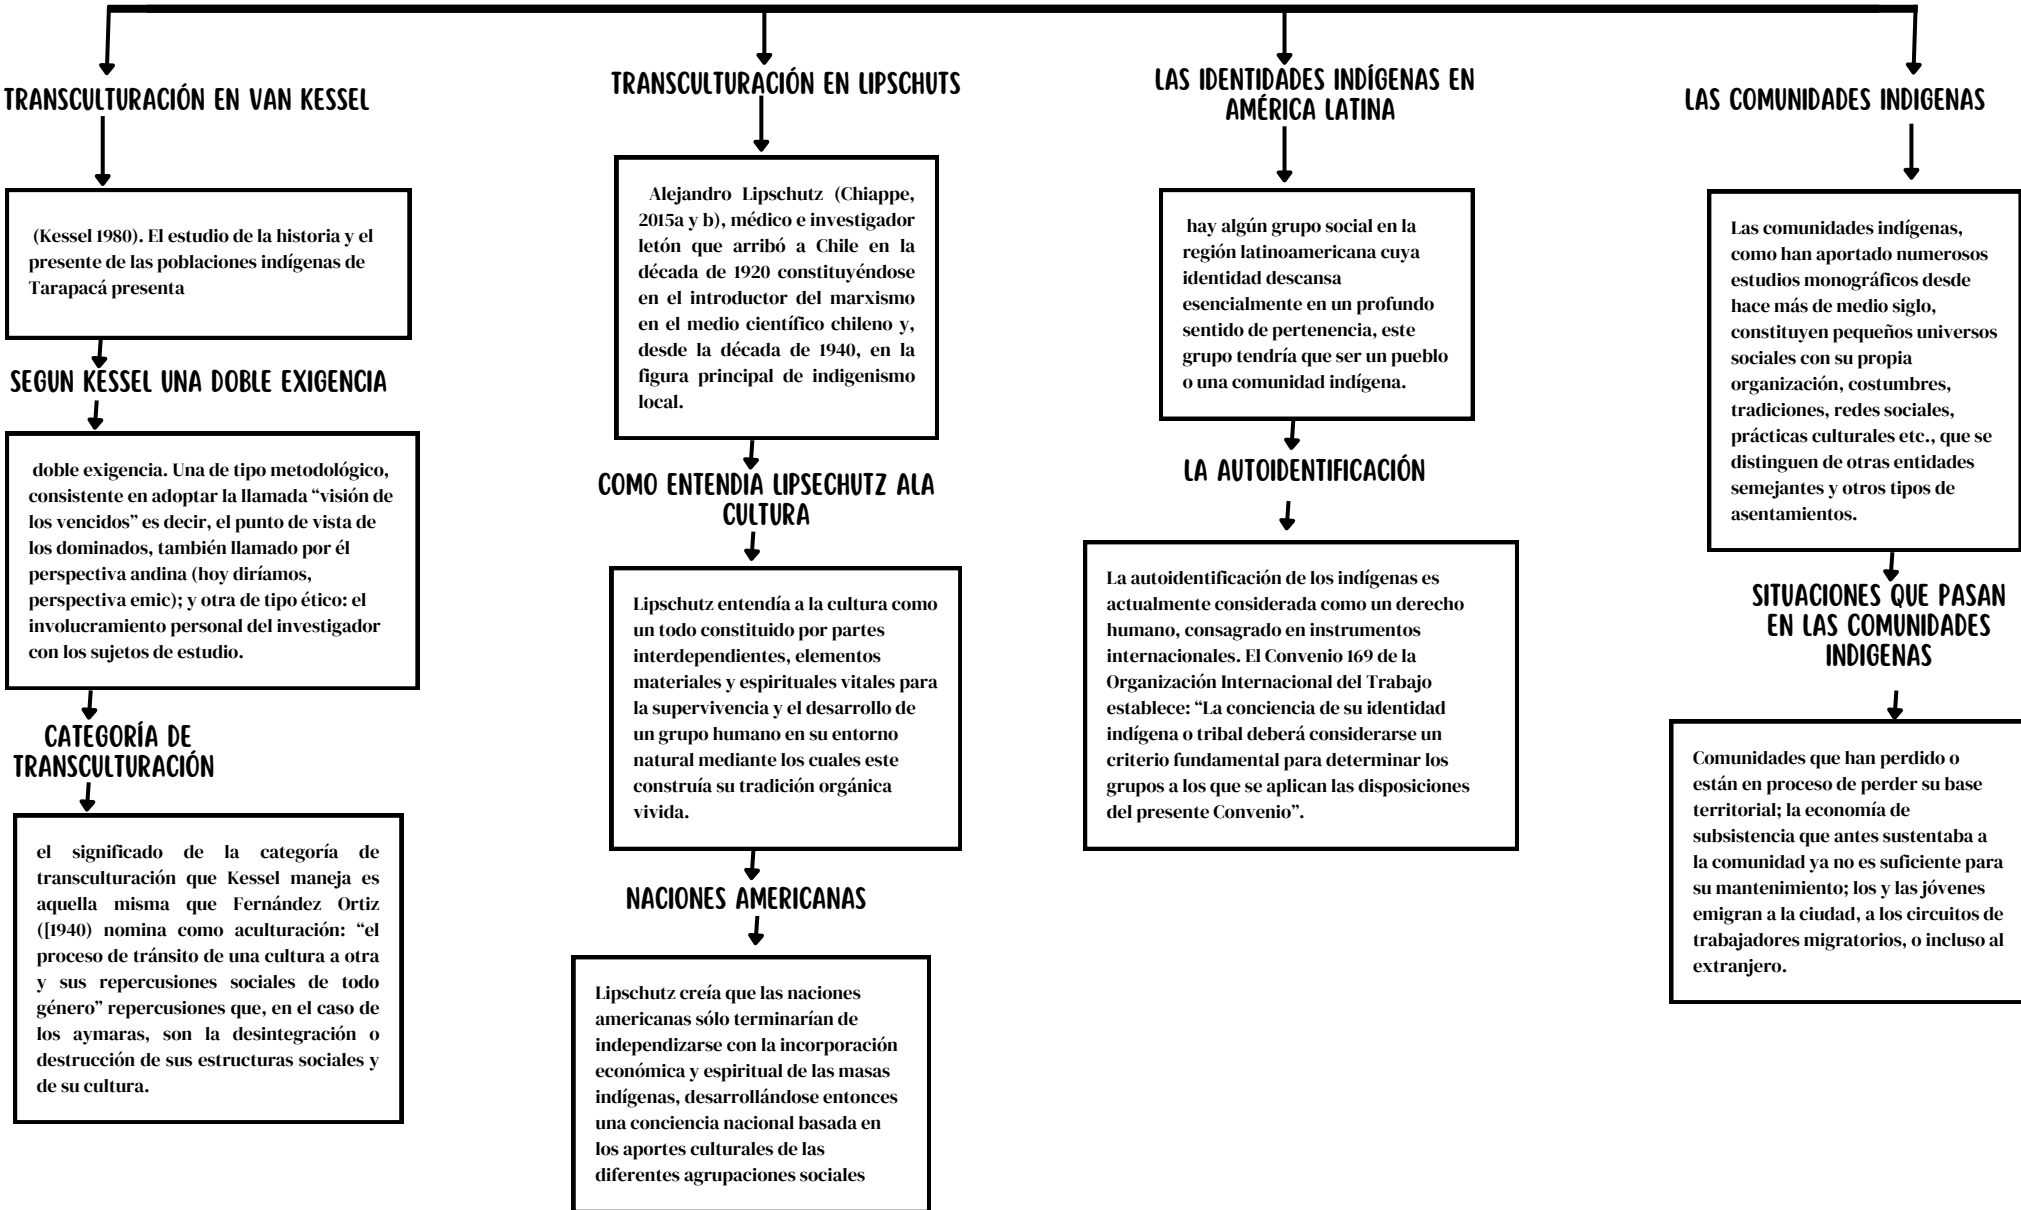 TRANSCULTURACIÓN EN VAN KESSEL
(Kessel 1980). El estudio de la historia y el
presente de las poblaciones indígenas de
Tarapacá presenta
SEGUN KESSEL UNA DOBLE EXIGENCIA
doble exigencia. Una de tipo metodológico,
consistente en adoptar la llamada “visión de
los vencidos” es decir, el punto de vista de
los dominados, también llamado por él
perspectiva andina (hoy diríamos,
perspectiva emic); y otra de tipo ético: el
involucramiento personal del investigador
con los sujetos de estudio.
CATEGORÍA DE
TRANSCULTURACIÓN
el significado de la categoría de
transculturación que Kessel maneja es
aquella misma que Fernández Ortiz
([1940) nomina como aculturación: “el
proceso de tránsito de una cultura a otra
y sus repercusiones sociales de todo
género” repercusiones que, en el caso de
los aymaras, son la desintegración o
destrucción de sus estructuras sociales y
de su cultura.
TRANSCULTURACIÓN EN LIPSCHUTS
Alejandro Lipschutz (Chiappe,
2015a y b), médico e investigador
letón que arribó a Chile en la
década de 1920 constituyéndose
en el introductor del marxismo
en el medio científico chileno y,
desde la década de 1940, en la
figura principal de indigenismo
local.
COMO ENTENDIA LIPSECHUTZ ALA
CULTURA
Lipschutz entendía a la cultura como
un todo constituido por partes
interdependientes, elementos
materiales y espirituales vitales para
la supervivencia y el desarrollo de
un grupo humano en su entorno
natural mediante los cuales este
construía su tradición orgánica
vivida.
NACIONES AMERICANAS
Lipschutz creía que las naciones
americanas sólo terminarían de
independizarse con la incorporación
económica y espiritual de las masas
indígenas, desarrollándose entonces
una conciencia nacional basada en
los aportes culturales de las
diferentes agrupaciones sociales
LAS IDENTIDADES INDÍGENAS EN
AMÉRICA LATINA
hay algún grupo social en la
región latinoamericana cuya
identidad descansa
esencialmente en un profundo
sentido de pertenencia, este
grupo tendría que ser un pueblo
o una comunidad indígena.
LA AUTOIDENTIFICACIÓN
La autoidentificación de los indígenas es
actualmente considerada como un derecho
humano, consagrado en instrumentos
internacionales. El Convenio 169 de la
Organización Internacional del Trabajo
establece: “La conciencia de su identidad
indígena o tribal deberá considerarse un
criterio fundamental para determinar los
grupos a los que se aplican las disposiciones
del presente Convenio”.
LAS COMUNIDADES INDIGENAS
Las comunidades indígenas,
como han aportado numerosos
estudios monográficos desde
hace más de medio siglo,
constituyen pequeños universos
sociales con su propia
organización, costumbres,
tradiciones, redes sociales,
prácticas culturales etc., que se
distinguen de otras entidades
semejantes y otros tipos de
asentamientos.
SITUACIONES QUE PASAN
EN LAS COMUNIDADES
INDIGENAS
Comunidades que han perdido o
están en proceso de perder su base
territorial; la economía de
subsistencia que antes sustentaba a
la comunidad ya no es suficiente para
su mantenimiento; los y las jóvenes
emigran a la ciudad, a los circuitos de
trabajadores migratorios, o incluso al
extranjero.